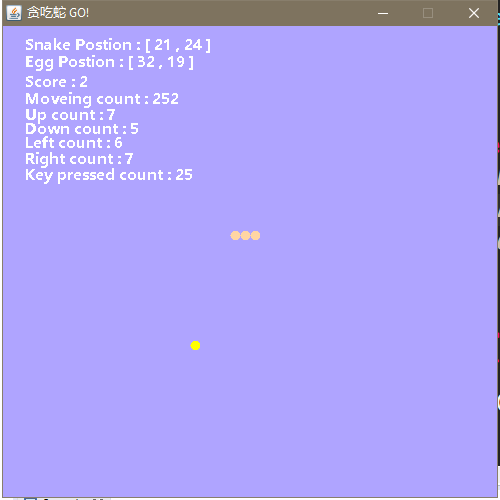 贪吃蛇 GO!
Snake Postion : [ 21 , 24 ]
Egg Postion : [ 32 , 19 ]
Score : 2
Moveing count : 252
Up count : 7
Down count : 5
Left count : 6
Right count : 7
Key pressed count : 25